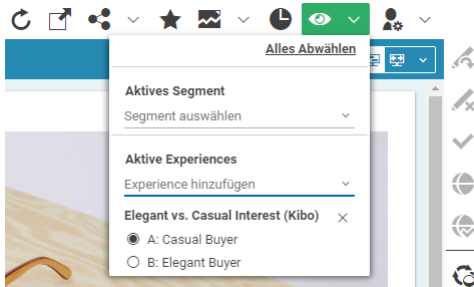 Alles Abwählen
Aktives Segment
Segment auswählen
Aktive Experiences
Experience hinzufügen
Elegant vs. Casual Interest (Kibo)
A: Casual Buyer
B: Elegant Buyer